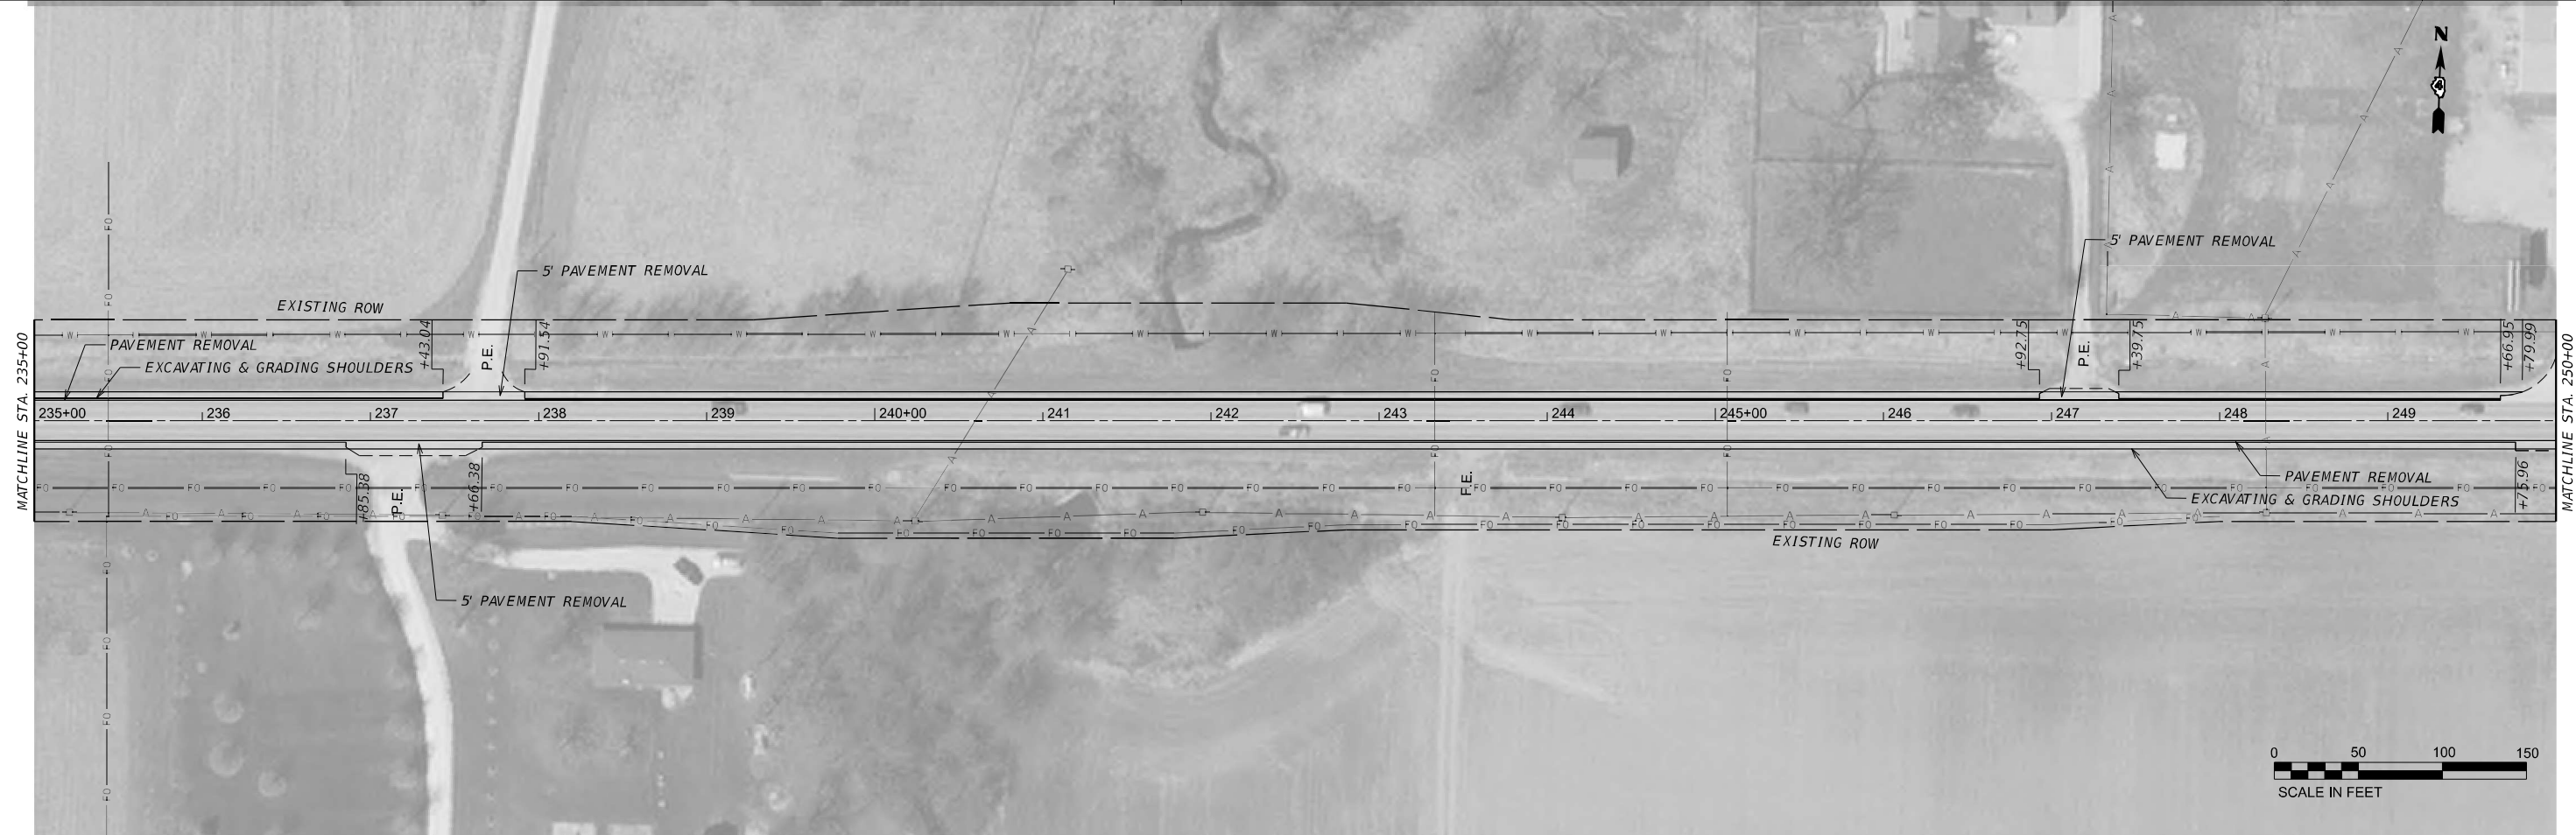 N
5' PAVEMENT REMOVAL
5' PAVEMENT REMOVAL
EXISTING ROW
MATCHLINE STA. 235+00
PAVEMENT REMOVAL
EXCAVATING & GRADING SHOULDERS
+43.04
P.E.
+91.54
+92.75
P.E.
+39.75
+66.95
+79.99
MATCHLINE STA. 250+00
235+00 236 237 238 239 240+00 241 242 243 244 245+00 246 247 248 249
+85.38
P.E.
+66.38
F.E.
PAVEMENT REMOVAL
EXCAVATING & GRADING SHOULDERS
+75.96
EXISTING ROW
5' PAVEMENT REMOVAL
0 50 100 150
SCALE IN FEET